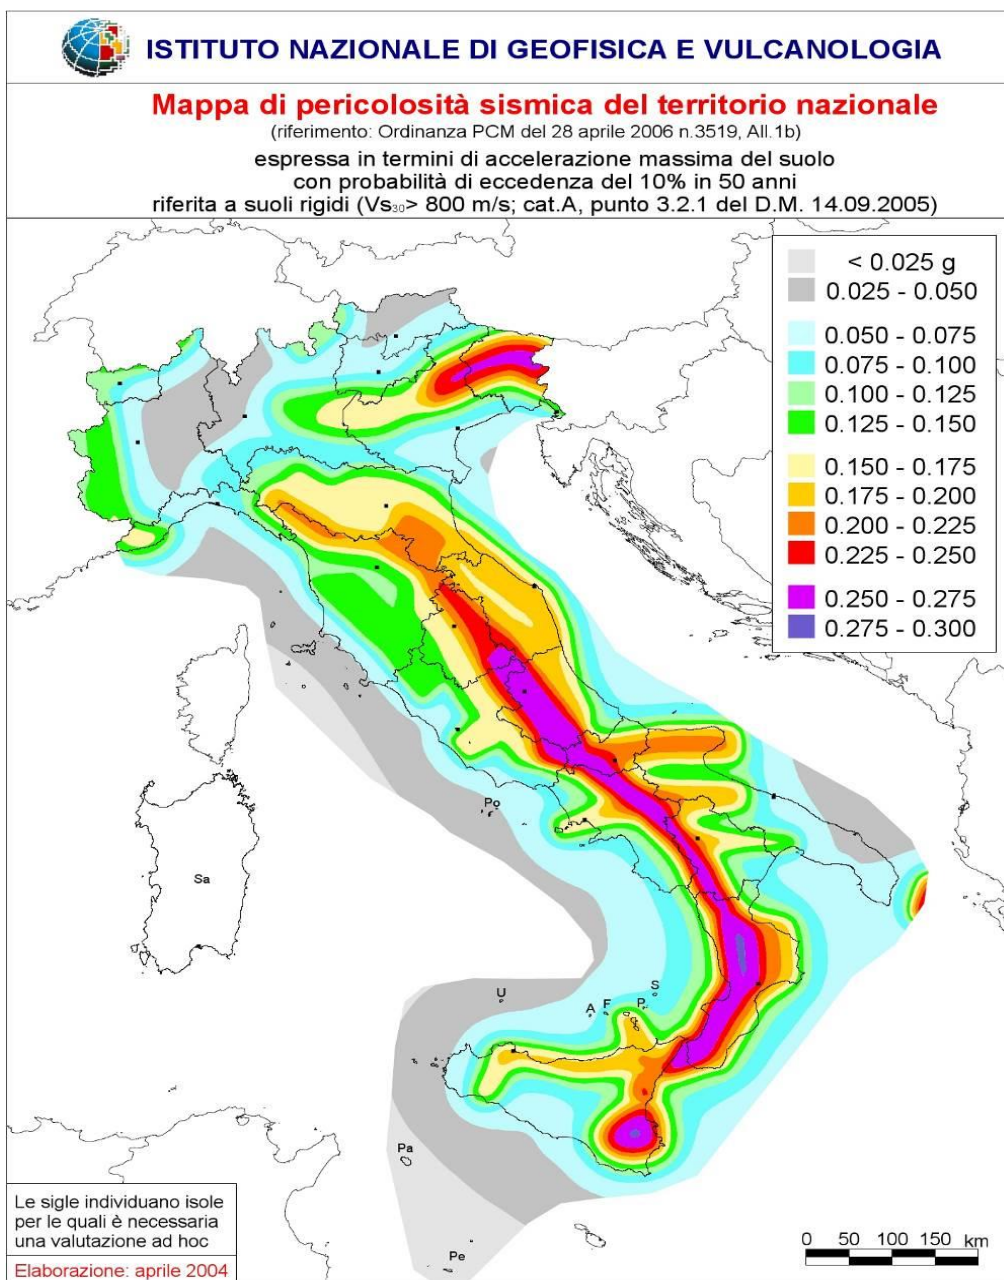 ISTITUTO NAZIONALE DI GEOFISICA E VULCANOLOGIA
Mappa di pericolosità sismica del territorio nazionale
(riferimento: Ordinanza PCM del 28 aprile 2006 n.3519, All.1b)
espressa in termini di accelerazione massima del suolo
con probabilità di eccedenza del 10% in 50 anni
riferita a suoli rigidi (Vs30> 800 m/s; cat.A, punto 3.2.1 del D.M. 14.09.2005)
< 0.025 g
0.025 - 0.050
0.050 - 0.075
0.075 - 0.100
0.100 - 0.125
0.125 - 0.150
0.150 - 0.175
0.175 - 0.200
0.200 - 0.225
0.225 - 0.250
0.250 - 0.275
0.275 - 0.300
Po
Sa
U
S
A F P
Pa
Pe
Le sigle individuano isole
per le quali è necessaria
una valutazione ad hoc
Elaborazione: aprile 2004
0 50 100 150 km